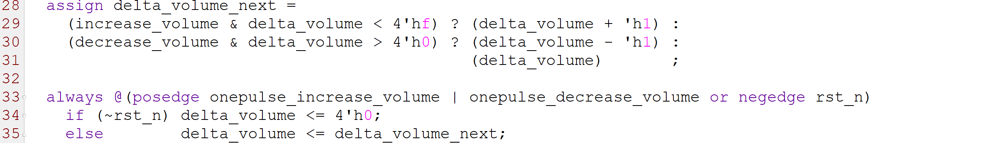 28 assign delta_volume_next =
29 (increase_volume & delta_volume < 4'hf) ? (delta_volume + 'h1) :
30 (decrease_volume & delta_volume > 4'h0) ? (delta_volume - 'h1) :
31 (delta_volume) ;
32
33 always @(posedge onepulse_increase_volume | onepulse_decrease_volume or negedge rst_n)
34 if (~rst_n) delta_volume <= 4'h0;
35 else delta_volume <= delta_volume_next;